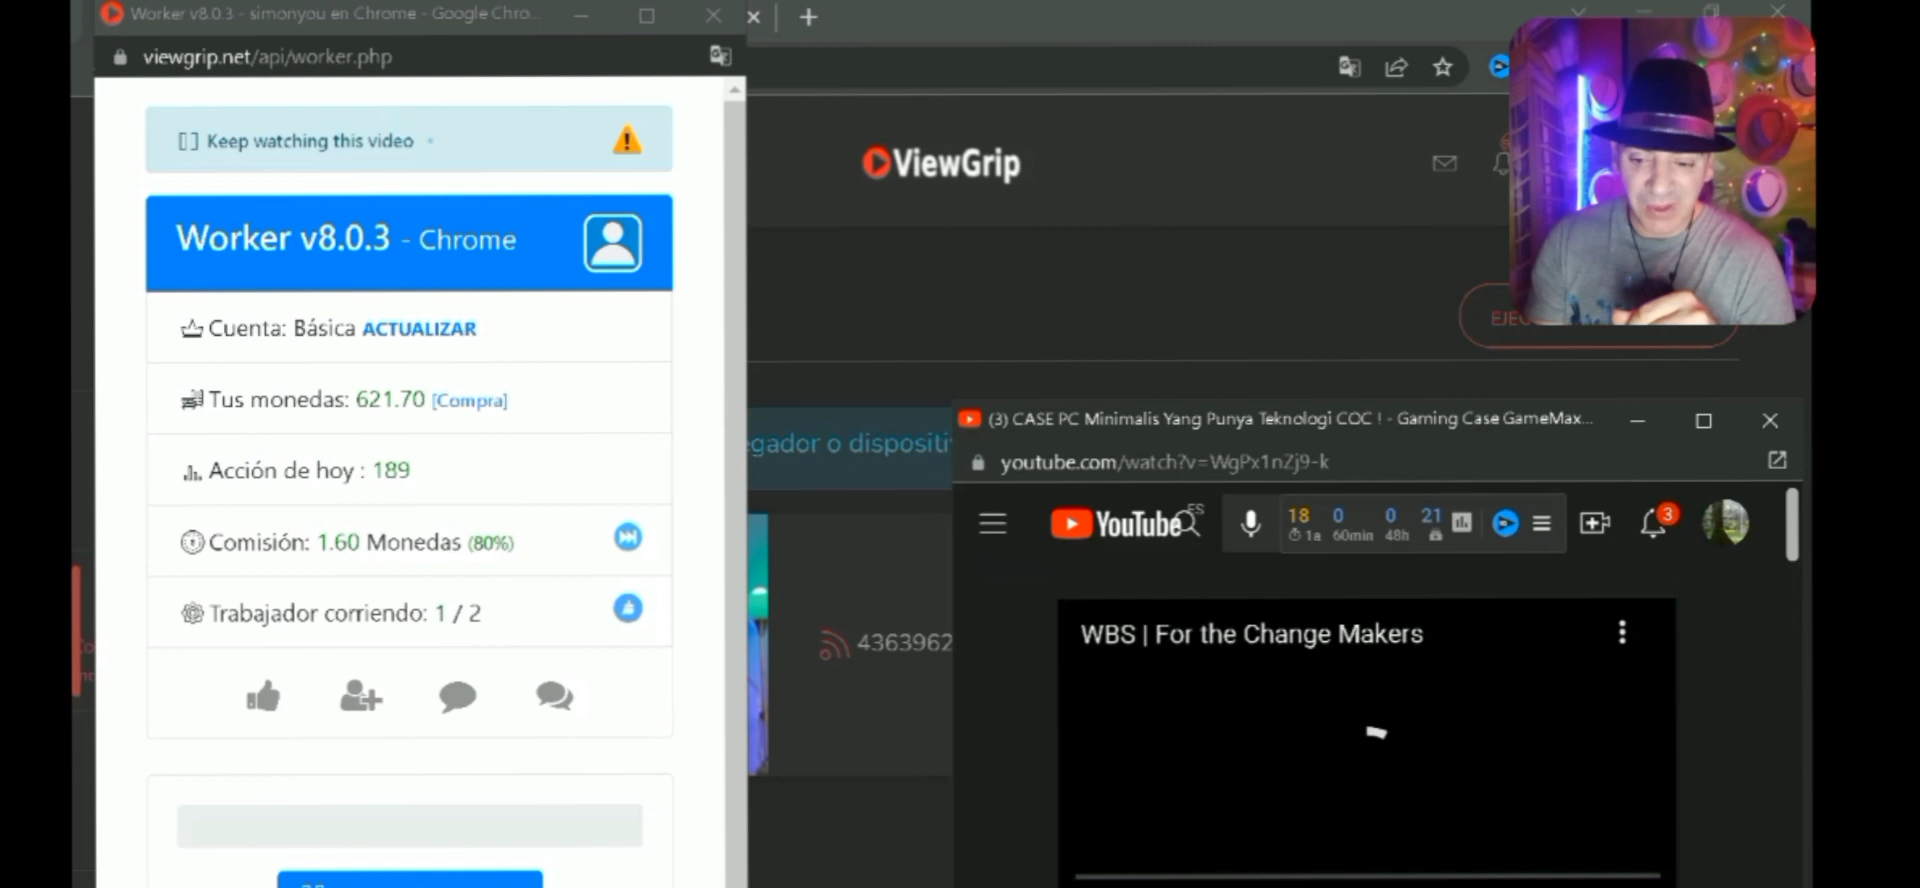 Worker v8.0.3 - simonyou en Chrome - Google Chro...
viewgrip.net/api/worker.php
Keep watching this video
Worker v8.0.3 - Chrome
Cuenta: Básica ACTUALIZAR
Tus monedas: 621.70 [Compra]
Acción de hoy : 189
Comisión: 1.60 Monedas (80%)
Trabajador corriendo: 1 / 2
ViewGrip
4363962
(3) CASE PC Minimalis Yang Punya Teknologi COC ! - Gaming Case GameMax...
youtube.com/watch?v=WgPx1nZj9-k
YouTube ES
18 0 0 21
1a 60min 48h
3
WBS | For the Change Makers